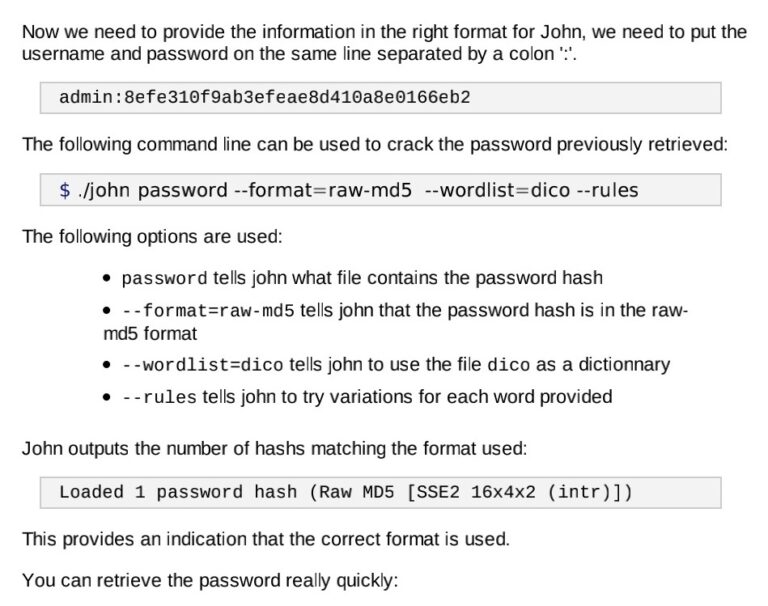 Now we need to provide the information in the right format for John, we need to put the
username and password on the same line separated by a colon ':'.
admin:8efe310f9ab3efeae8d410a8e0166eb2
The following command line can be used to crack the password previously retrieved:
$ ./john password --format=raw-md5  --wordlist=dico --rules
The following options are used:
• password tells john what file contains the password hash
• --format=raw-md5 tells john that the password hash is in the raw-
md5 format
• --wordlist=dico tells john to use the file dico as a dictionnary
• --rules tells john to try variations for each word provided
John outputs the number of hashs matching the format used:
Loaded 1 password hash (Raw MD5 [SSE2 16x4x2 (intr)])
This provides an indication that the correct format is used.
You can retrieve the password really quickly: